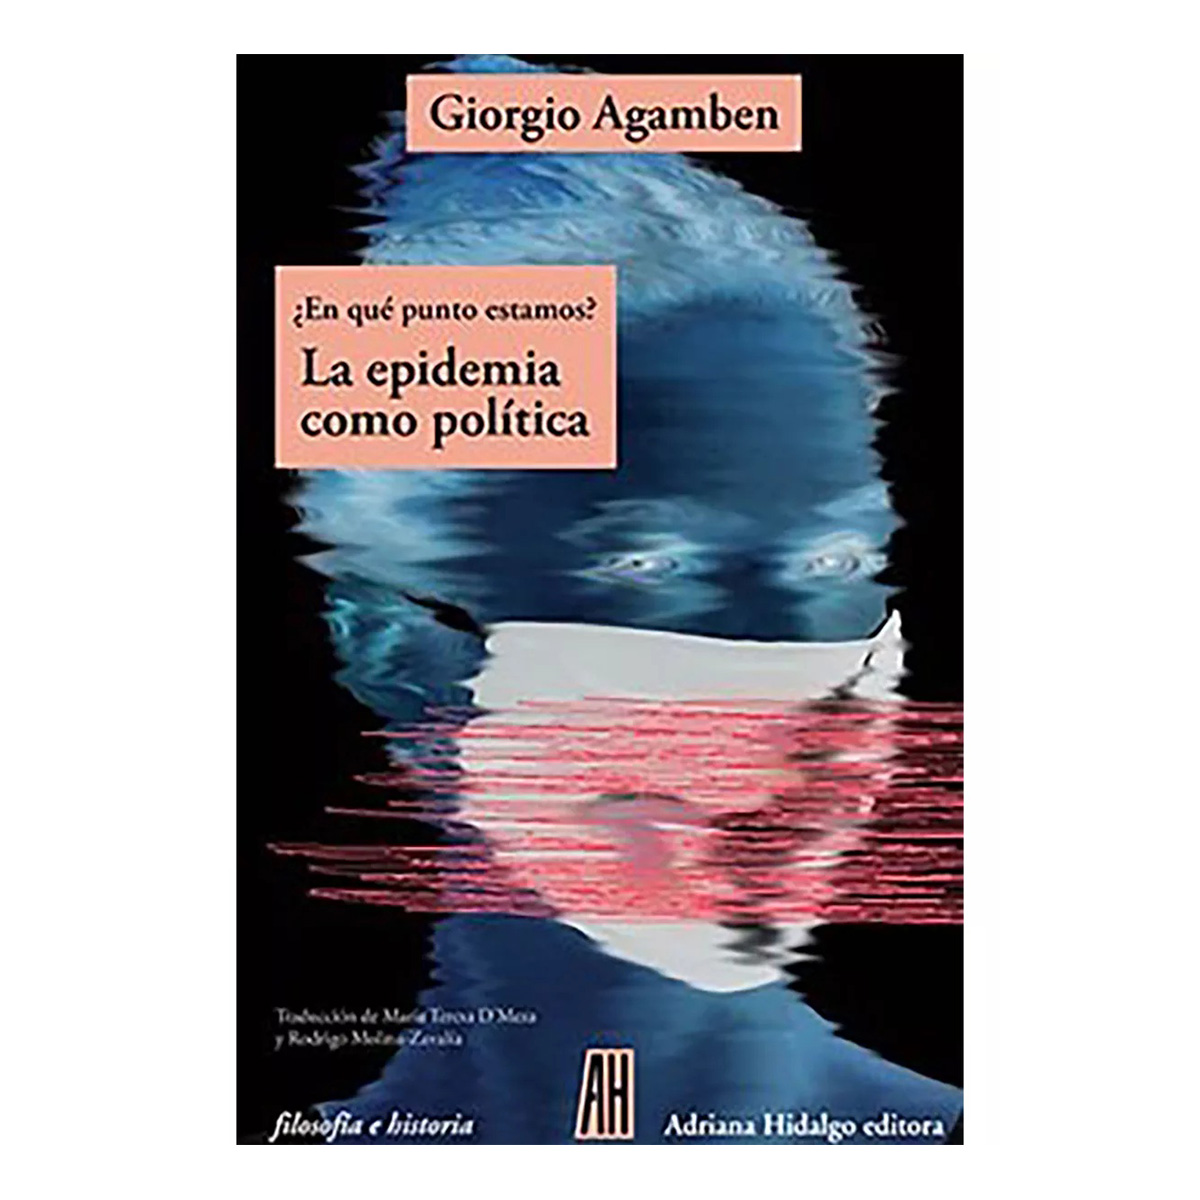 Giorgio Agamben
¿En qué punto estamos?
La epidemia
como política
Traducción de María Teresa D'Meza
y Rodrigo Molina-Zavalía
filosofía e historia
AH
Adriana Hidalgo editora